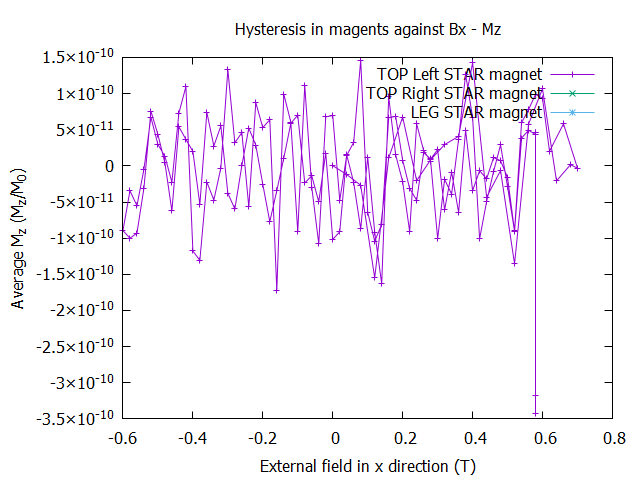 Hysteresis in magents against Bx - Mz
TOP Left STAR magnet
TOP Right STAR magnet
LEG STAR magnet
Average Mz (Mz/M0)
1.5×10-10
1×10-10
5×10-11
0
-5×10-11
-1×10-10
-1.5×10-10
-2×10-10
-2.5×10-10
-3×10-10
-3.5×10-10
-0.6 -0.4 -0.2 0 0.2 0.4 0.6 0.8
External field in x direction (T)